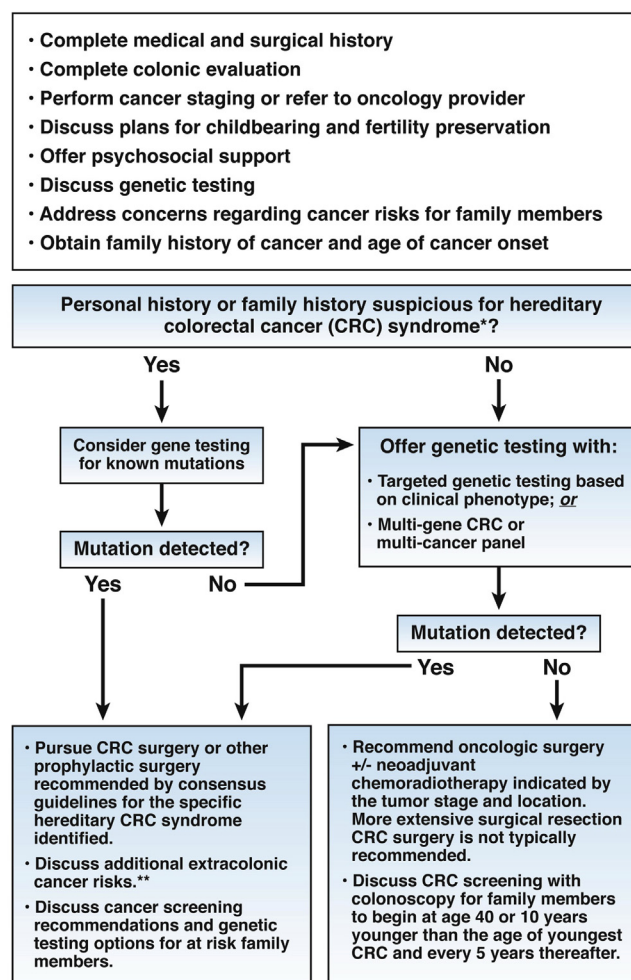 · Complete medical and surgical history
· Complete colonic evaluation
· Perform cancer staging or refer to oncology provider
· Discuss plans for childbearing and fertility preservation
· Offer psychosocial support
· Discuss genetic testing
· Address concerns regarding cancer risks for family members
· Obtain family history of cancer and age of cancer onset
Personal history or family history suspicious for hereditary
colorectal cancer (CRC) syndrome*?
Yes
No
Consider gene testing
for known mutations
Offer genetic testing with:
· Targeted genetic testing based
on clinical phenotype; or
· Multi-gene CRC or
multi-cancer panel
Mutation detected?
Yes
No
Mutation detected?
Yes
No
· Pursue CRC surgery or other
prophylactic surgery
recommended by consensus
guidelines for the specific
hereditary CRC syndrome
identified.
· Discuss additional extracolonic
cancer risks.**
· Discuss cancer screening
recommendations and genetic
testing options for at risk family
members.
· Recommend oncologic surgery
+/- neoadjuvant
chemoradiotherapy indicated by
the tumor stage and location.
More extensive surgical resection
CRC surgery is not typically
recommended.
· Discuss CRC screening with
colonoscopy for family members
to begin at age 40 or 10 years
younger than the age of youngest
CRC and every 5 years thereafter.